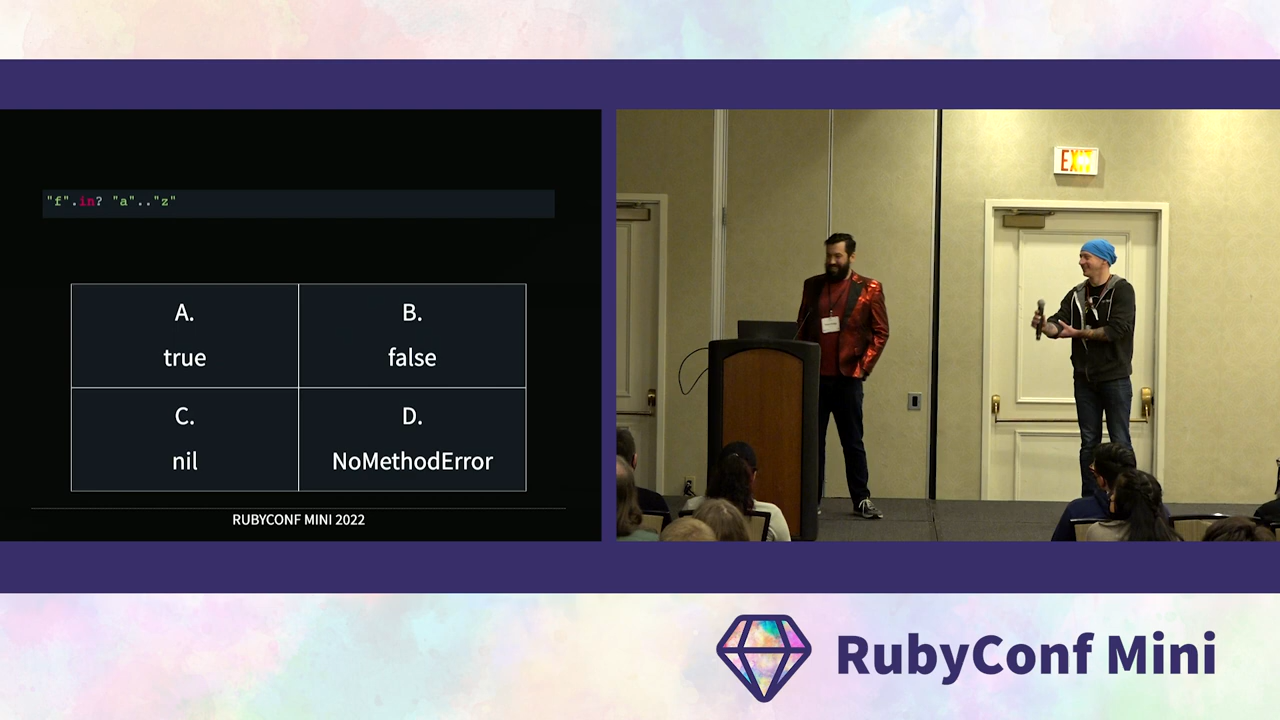 "f".in? "a".."z"
A.
true
B.
false
C.
nil
D.
NoMethodError
RUBYCONF MINI 2022
EXIT
RubyConf Mini